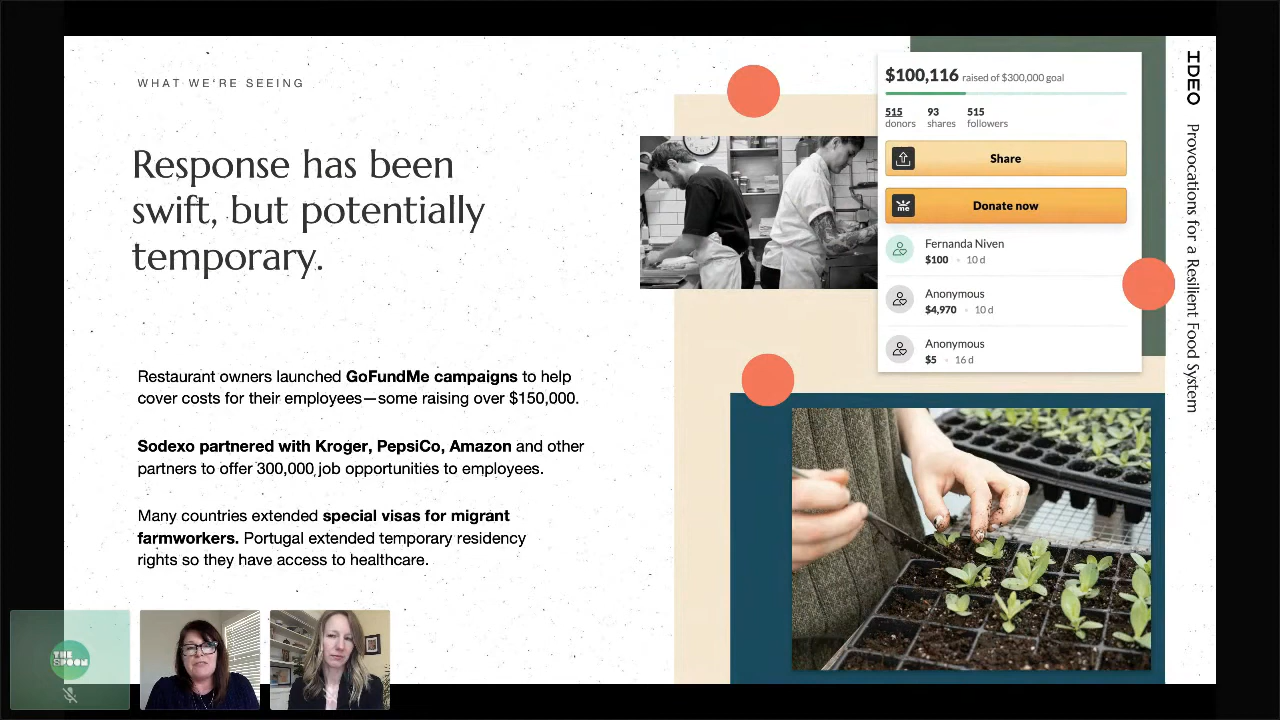 WHAT WE'RE SEEING
Response has been
swift, but potentially
temporary.
Restaurant owners launched GoFundMe campaigns to help
cover costs for their employees—some raising over $150,000.
Sodexo partnered with Kroger, PepsiCo, Amazon and other
partners to offer 300,000 job opportunities to employees.
Many countries extended special visas for migrant
farmworkers. Portugal extended temporary residency
rights so they have access to healthcare.
$100,116 raised of $300,000 goal
515 93 515
donors shares followers
Share
me Donate now
Fernanda Niven
$100 • 10 d
Anonymous
$4,970 • 10 d
Anonymous
$5 • 16 d
IDEO Provocations for a Resilient Food System
THE
SPOON